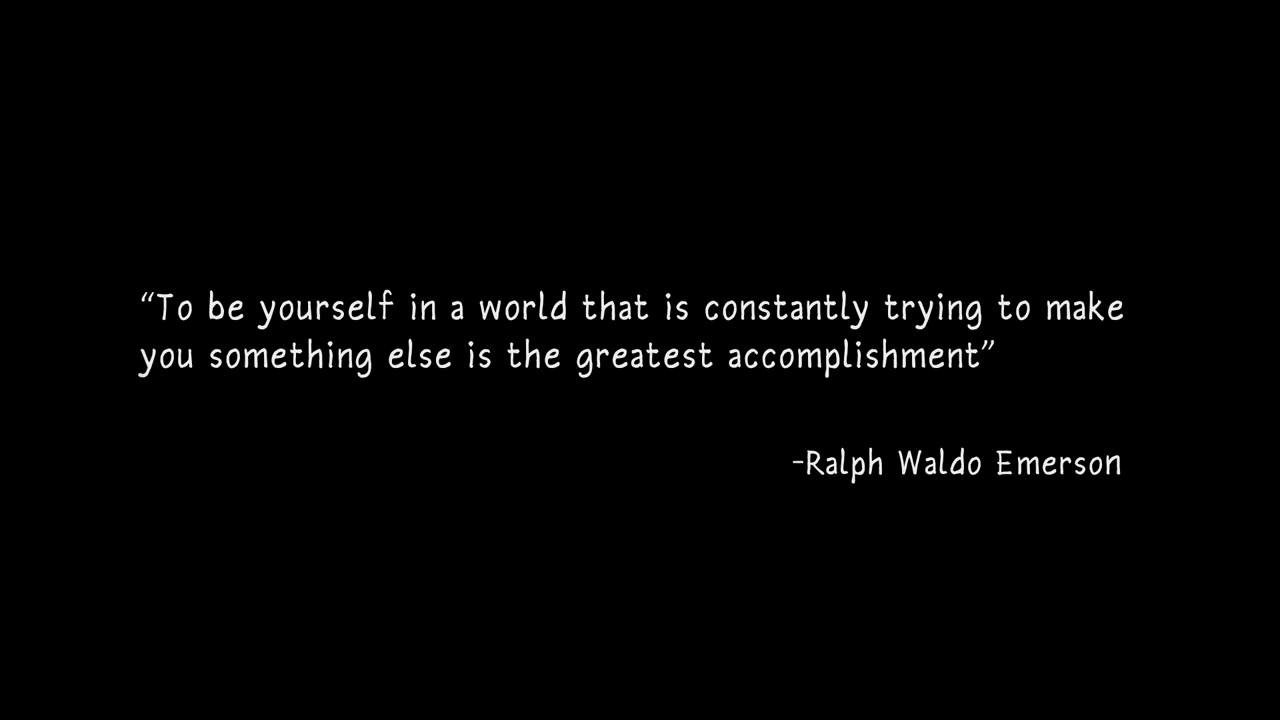 “To be yourself in a world that is constantly trying to make
you something else is the greatest accomplishment”
-Ralph Waldo Emerson